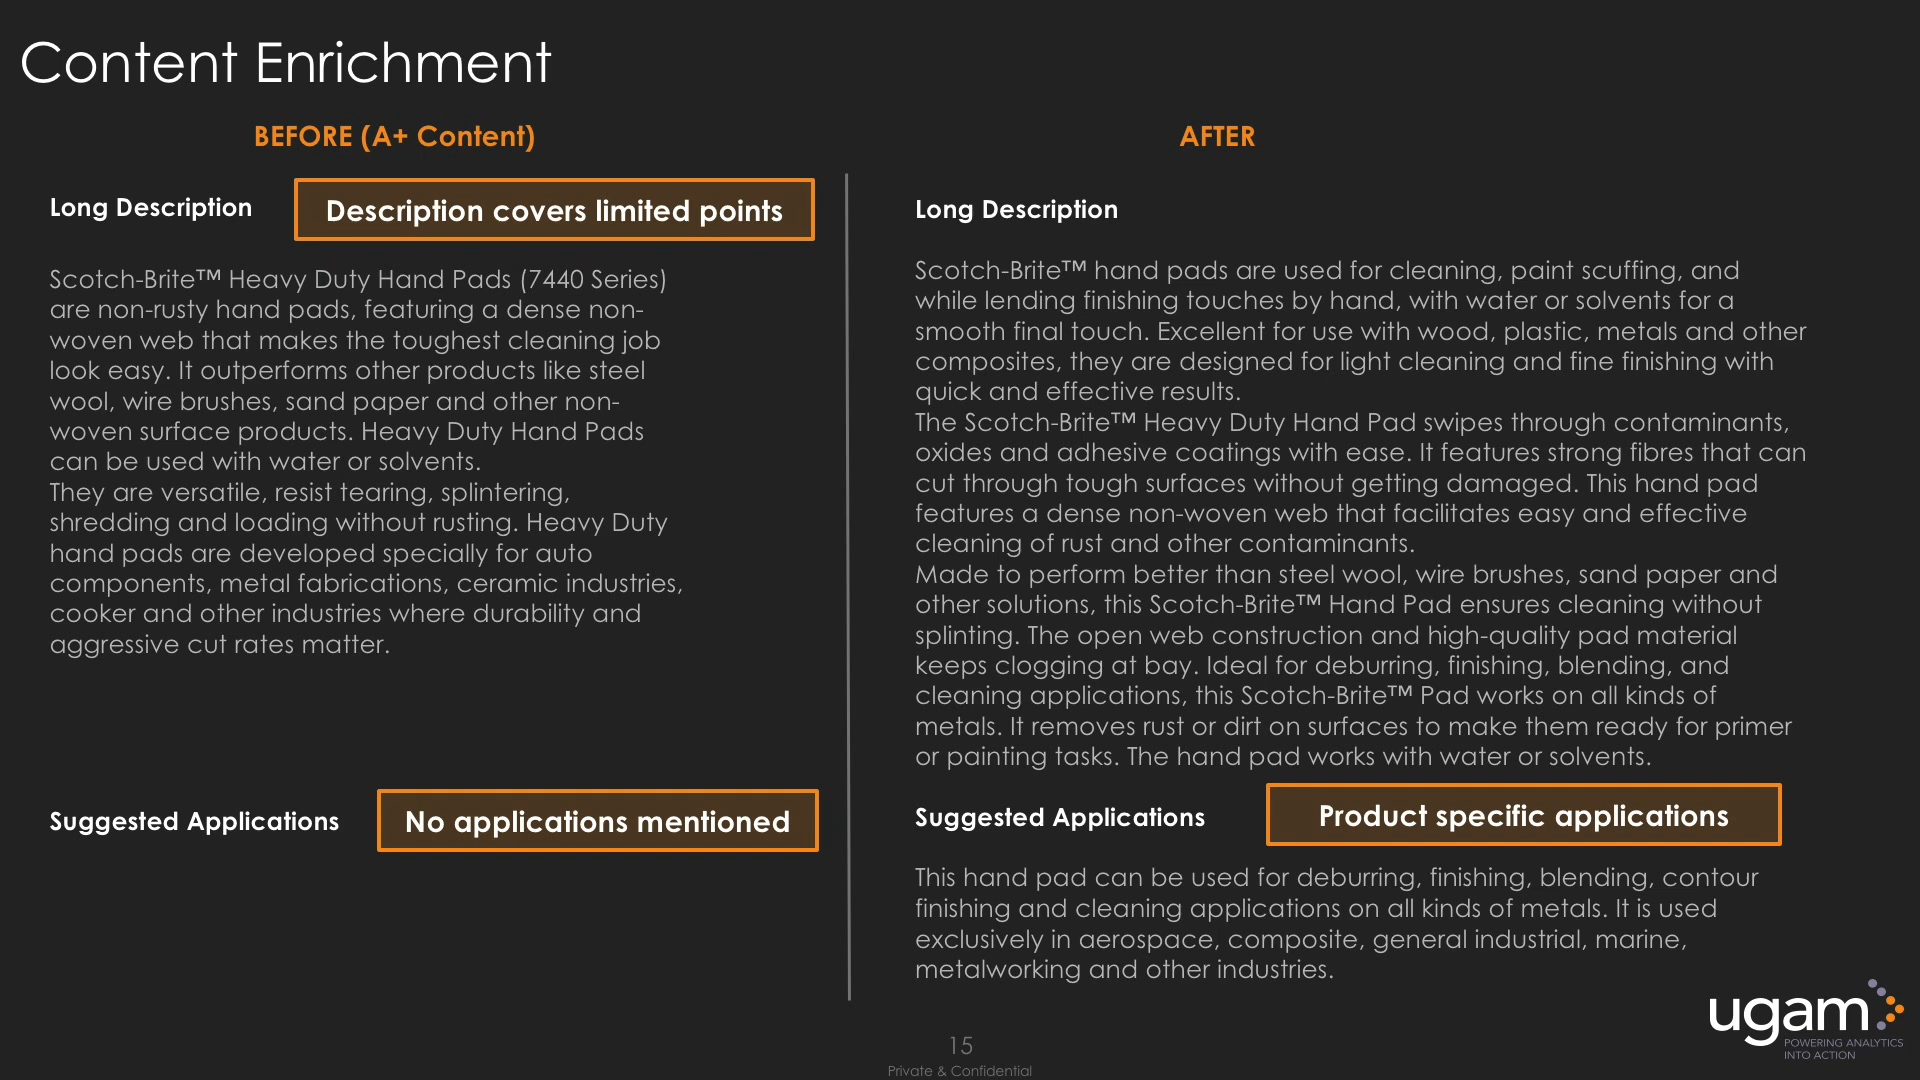 Content Enrichment
BEFORE (A+ Content)
Long Description
Description covers limited points
Scotch-Brite™ Heavy Duty Hand Pads (7440 Series)
are non-rusty hand pads, featuring a dense non-
woven web that makes the toughest cleaning job
look easy. It outperforms other products like steel
wool, wire brushes, sand paper and other non-
woven surface products. Heavy Duty Hand Pads
can be used with water or solvents.
They are versatile, resist tearing, splintering,
shredding and loading without rusting. Heavy Duty
hand pads are developed specially for auto
components, metal fabrications, ceramic industries,
cooker and other industries where durability and
aggressive cut rates matter.
Suggested Applications
No applications mentioned
AFTER
Long Description
Scotch-Brite™ hand pads are used for cleaning, paint scuffing, and
while lending finishing touches by hand, with water or solvents for a
smooth final touch. Excellent for use with wood, plastic, metals and other
composites, they are designed for light cleaning and fine finishing with
quick and effective results.
The Scotch-Brite™ Heavy Duty Hand Pad swipes through contaminants,
oxides and adhesive coatings with ease. It features strong fibres that can
cut through tough surfaces without getting damaged. This hand pad
features a dense non-woven web that facilitates easy and effective
cleaning of rust and other contaminants.
Made to perform better than steel wool, wire brushes, sand paper and
other solutions, this Scotch-Brite™ Hand Pad ensures cleaning without
splinting. The open web construction and high-quality pad material
keeps clogging at bay. Ideal for deburring, finishing, blending, and
cleaning applications, this Scotch-Brite™ Pad works on all kinds of
metals. It removes rust or dirt on surfaces to make them ready for primer
or painting tasks. The hand pad works with water or solvents.
Suggested Applications
Product specific applications
This hand pad can be used for deburring, finishing, blending, contour
finishing and cleaning applications on all kinds of metals. It is used
exclusively in aerospace, composite, general industrial, marine,
metalworking and other industries.
ugam
POWERING ANALYTICS
INTO ACTION
15
Private & Confidential